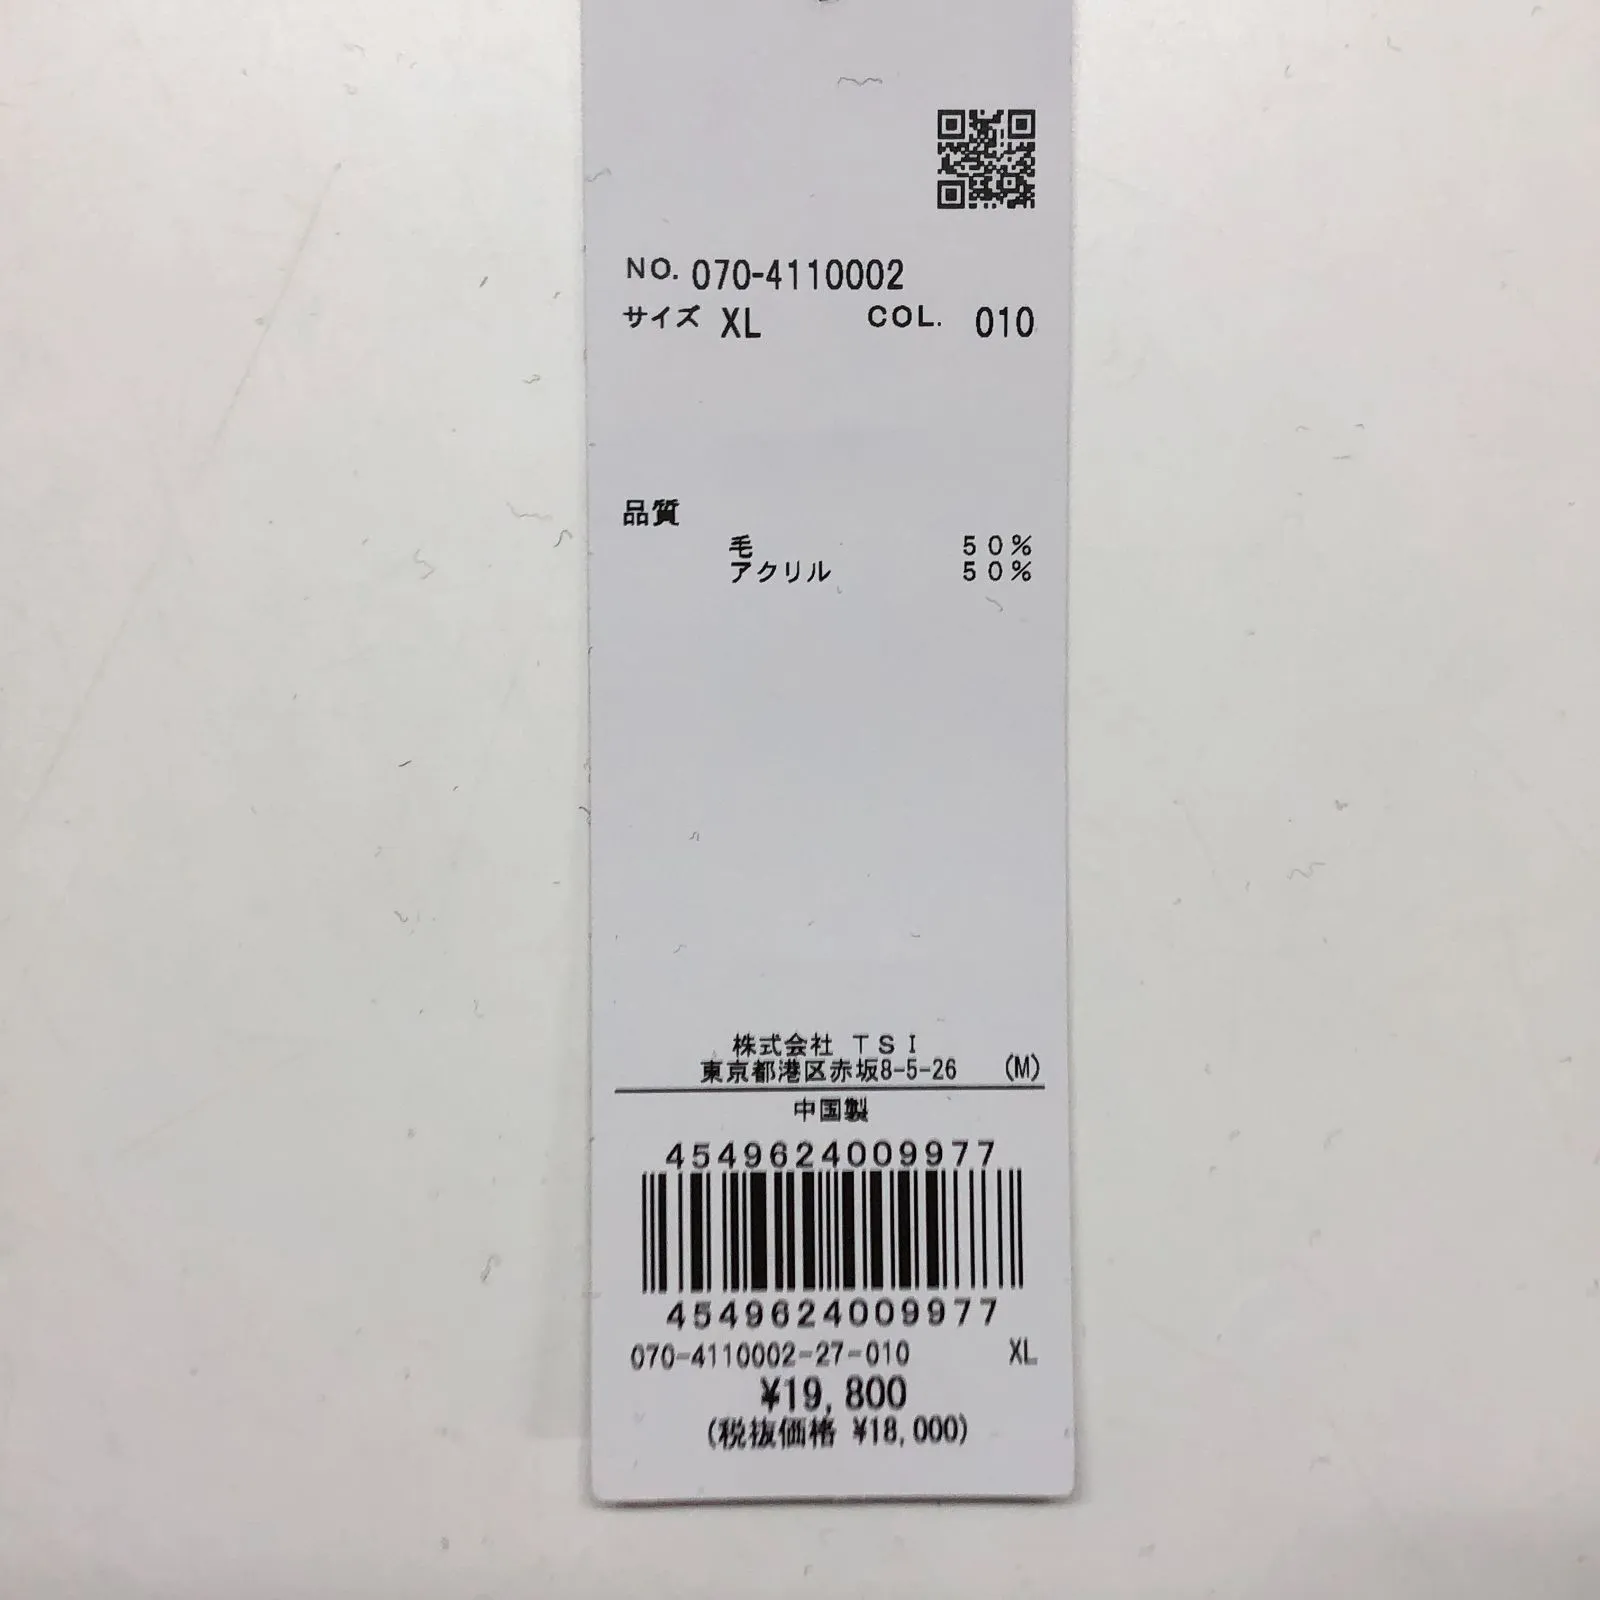 NO. 070-4110002
サイズ XL COL. 010
品質
毛 50%
アクリル 50%
株式会社 TSI
東京都港区赤坂8-5-26 (M)
中国製
4549624009977
4549624009977
070-4110002-27-010 XL
¥19,800
(税抜価格 ¥18,000)